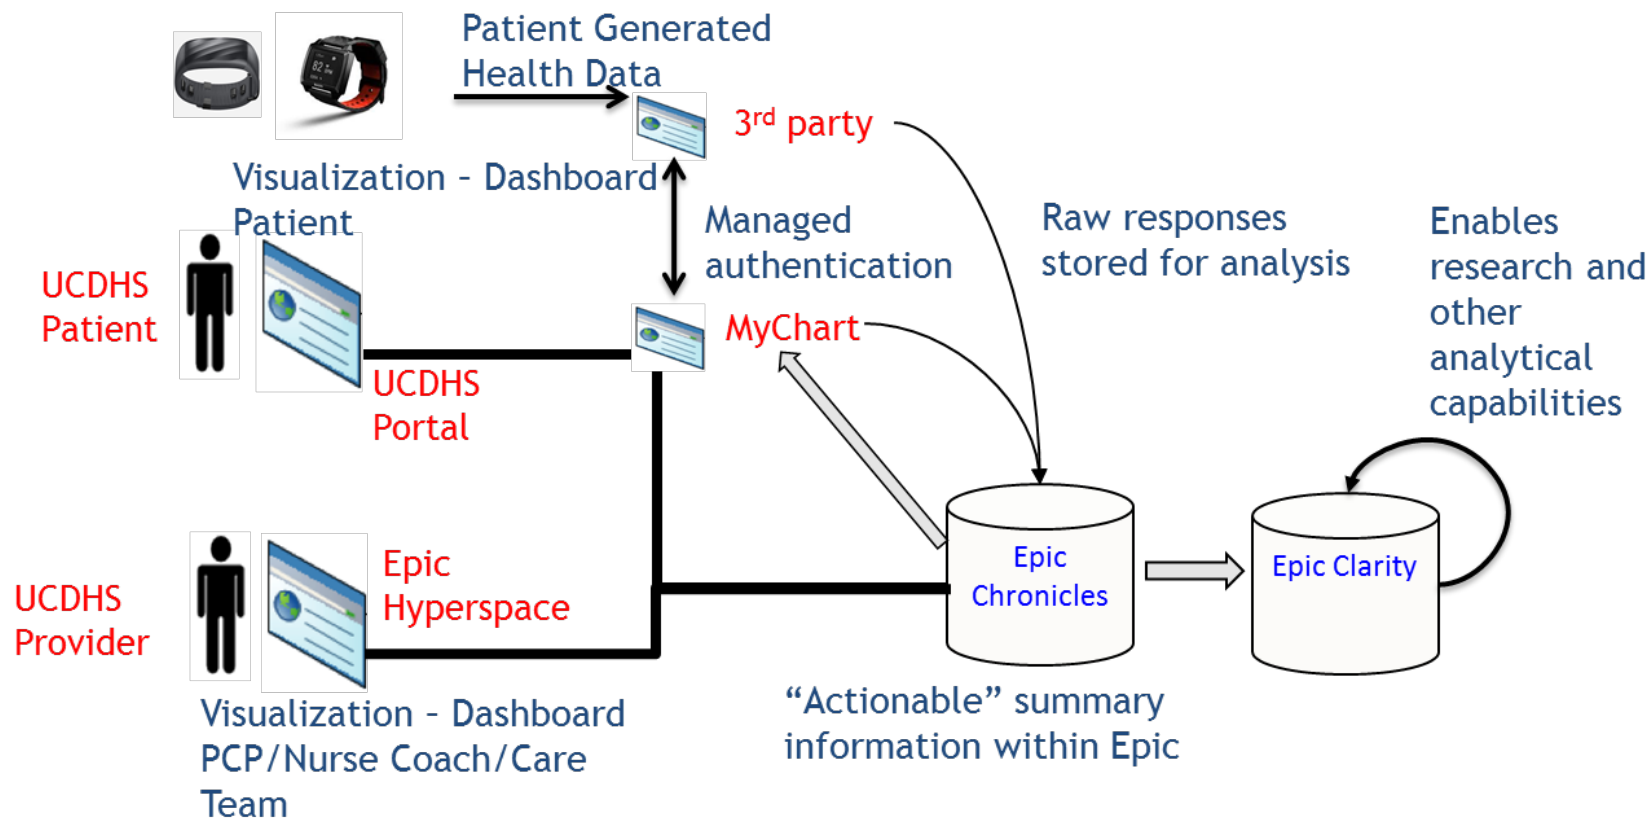 Patient Generated
Health Data
3rd party
Visualization – Dashboard
Patient
Managed
authentication
Raw responses
stored for analysis
Enables
research and
other
analytical
capabilities
UCDHS
Patient
MyChart
UCDHS
Portal
Epic
Hyperspace
UCDHS
Provider
Epic
Chronicles
Epic Clarity
Visualization – Dashboard
PCP/Nurse Coach/Care
Team
“Actionable” summary
information within Epic
82